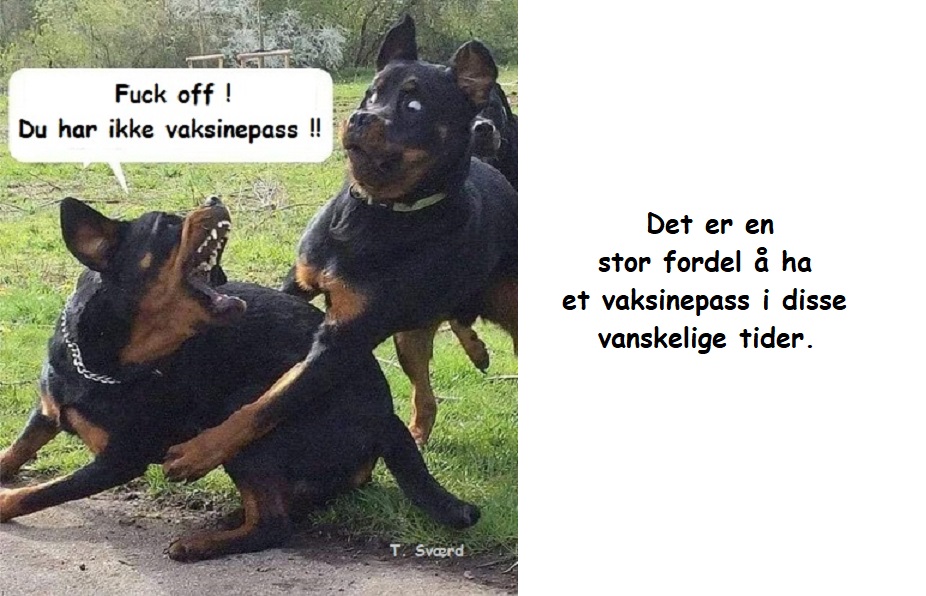 Fuck off !
Du har ikke vaksinepass !!
Det er en
stor fordel å ha
et vaksinepass i disse
vanskelige tider.
T. Sværd